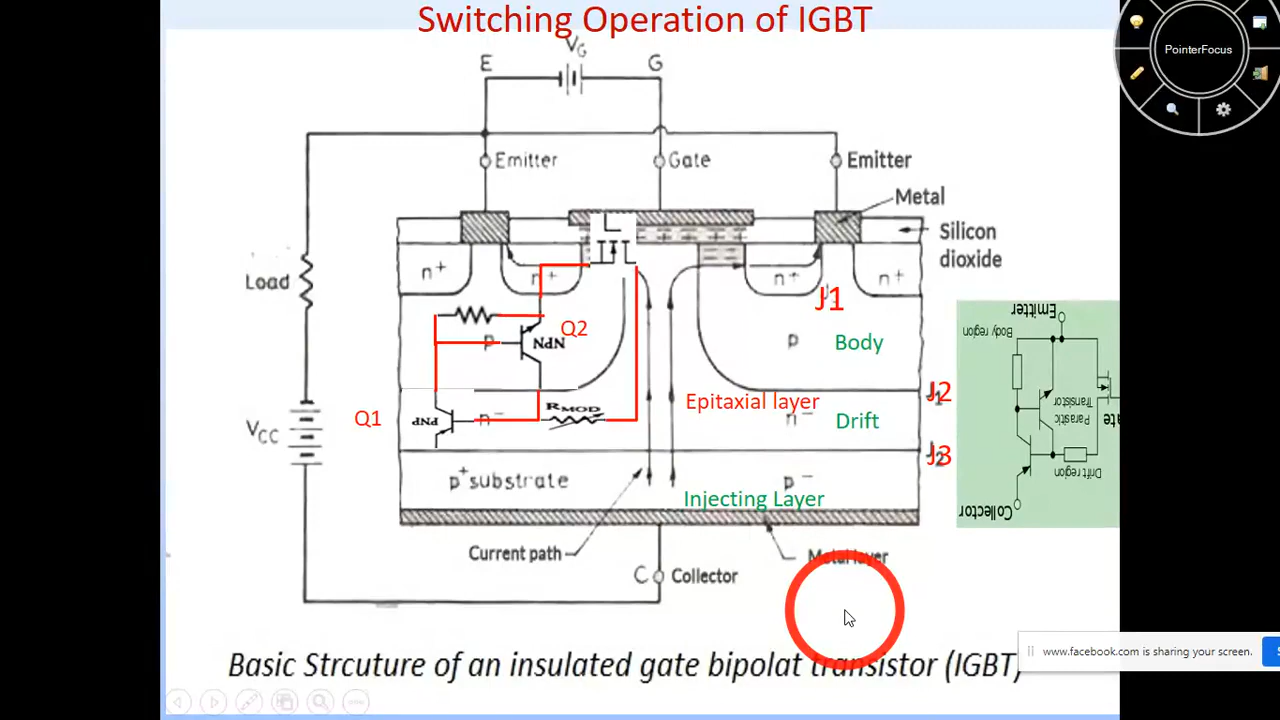 Switching Operation of IGBT
PointerFocus
VG
E
G
Emitter
Gate
Emitter
Metal
Silicon
dioxide
L
n+
n+
n+
n+
Load
J1
Q2
p
NPN
p
Body
J2
Q1
RMOD
Epitaxial layer
PNP
n−
n−
Drift
VCC
J3
p+substrate
p−
Injecting Layer
Current path
Metal layer
C
Collector
Emitter
Body region
Parasitic
Transistor
Drift region
Collector
www.facebook.com is sharing your screen.
Basic Strcuture of an insulated gate bipolat transistor (IGBT)